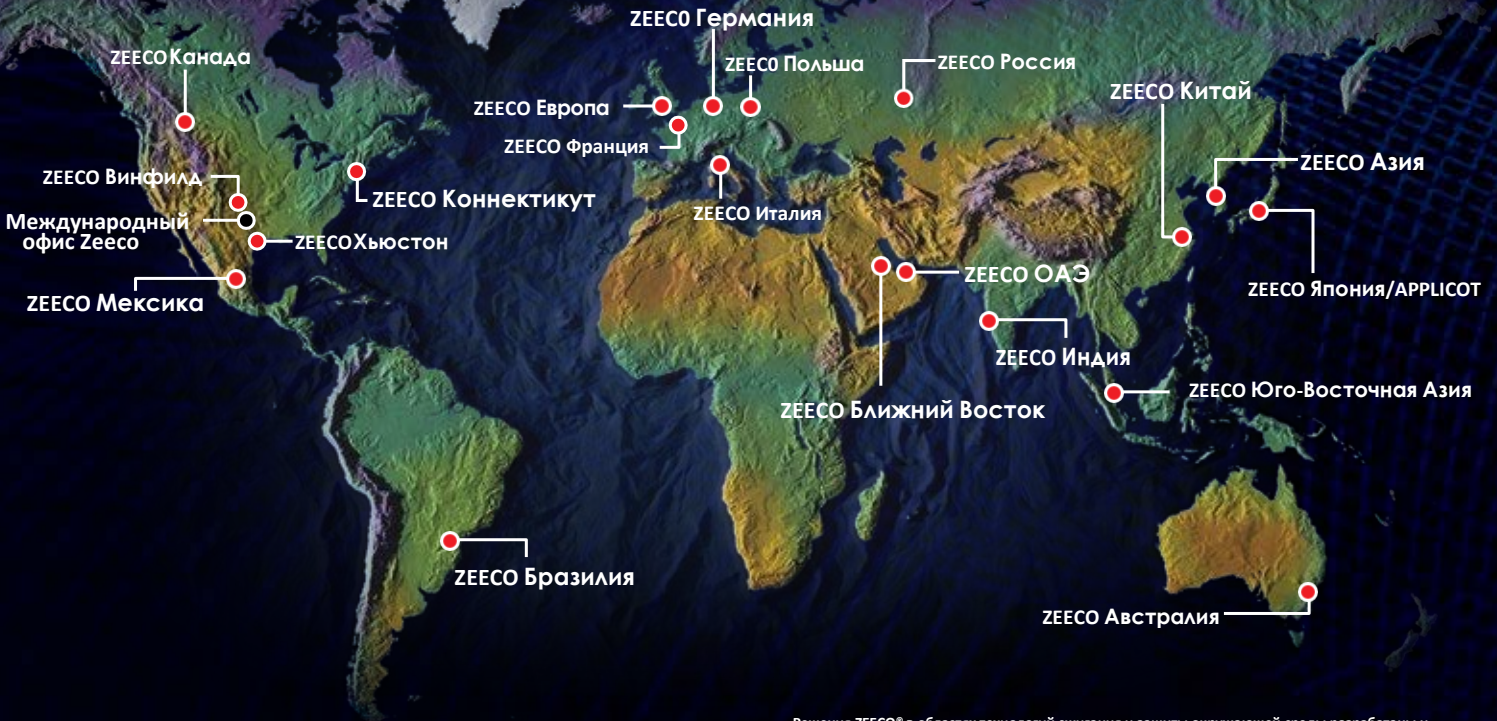 ZEECO Германия
ZEECOКанада
ZEECO Польша
ZEECO Россия
ZEECO Китай
ZEECO Европа
ZEECO Франция
ZEECO Азия
ZEECO Винфилд
ZEECO Коннектикут
ZEECO Италия
Международный
офис Zeeco
ZEECOХьюстон
ZEECO ОАЭ
ZEECO Япония/APPLICOT
ZEECO Мексика
ZEECO Индия
ZEECO Юго-Восточная Азия
ZEECO Ближний Восток
ZEECO Бразилия
ZEECO Австралия